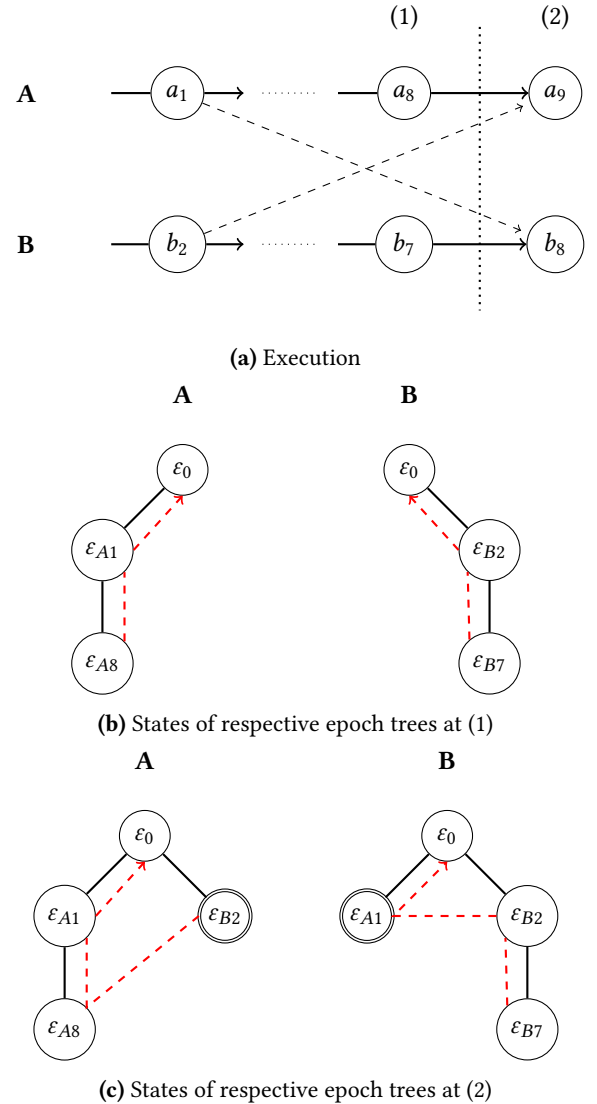 (1) (2)
A a1 a8 a9
B b2 b7 b8
(a) Execution
A B
ε0 ε0
εA1 εB2
εA8 εB7
(b) States of respective epoch trees at (1)
A B
ε0 ε0
εA1 εB2 εA1 εB2
εA8 εB7
(c) States of respective epoch trees at (2)